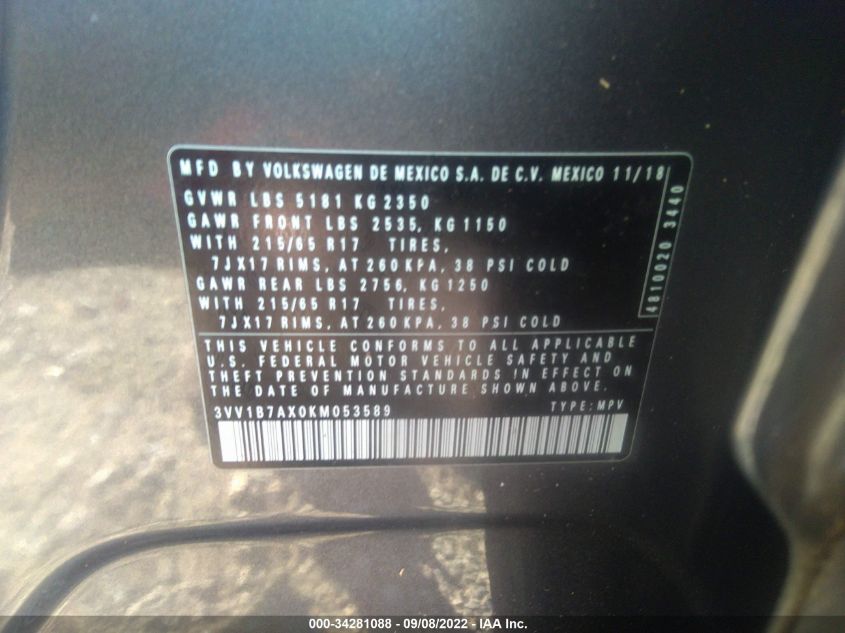 MFD BY VOLKSWAGEN DE MEXICO S.A. DE C.V. MEXICO 11/18
GVWR LBS 5181 KG 2350
GAWR FRONT LBS 2535, KG 1150
WITH 215/65 R17 TIRES,
7JX17 RIMS, AT 260 KPA, 38 PSI COLD
GAWR REAR LBS 2756, KG 1250
WITH 215/65 R17 TIRES,
7JX17 RIMS, AT 260 KPA, 38 PSI COLD
4810020 3440
THIS VEHICLE CONFORMS TO ALL APPLICABLE
U.S. FEDERAL MOTOR VEHICLE SAFETY AND
THEFT PREVENTION STANDARDS IN EFFECT ON
THE DATE OF MANUFACTURE SHOWN ABOVE.
3VV1B7AX0KM053589 TYPE: MPV
000-34281088 - 09/08/2022 - IAA Inc.